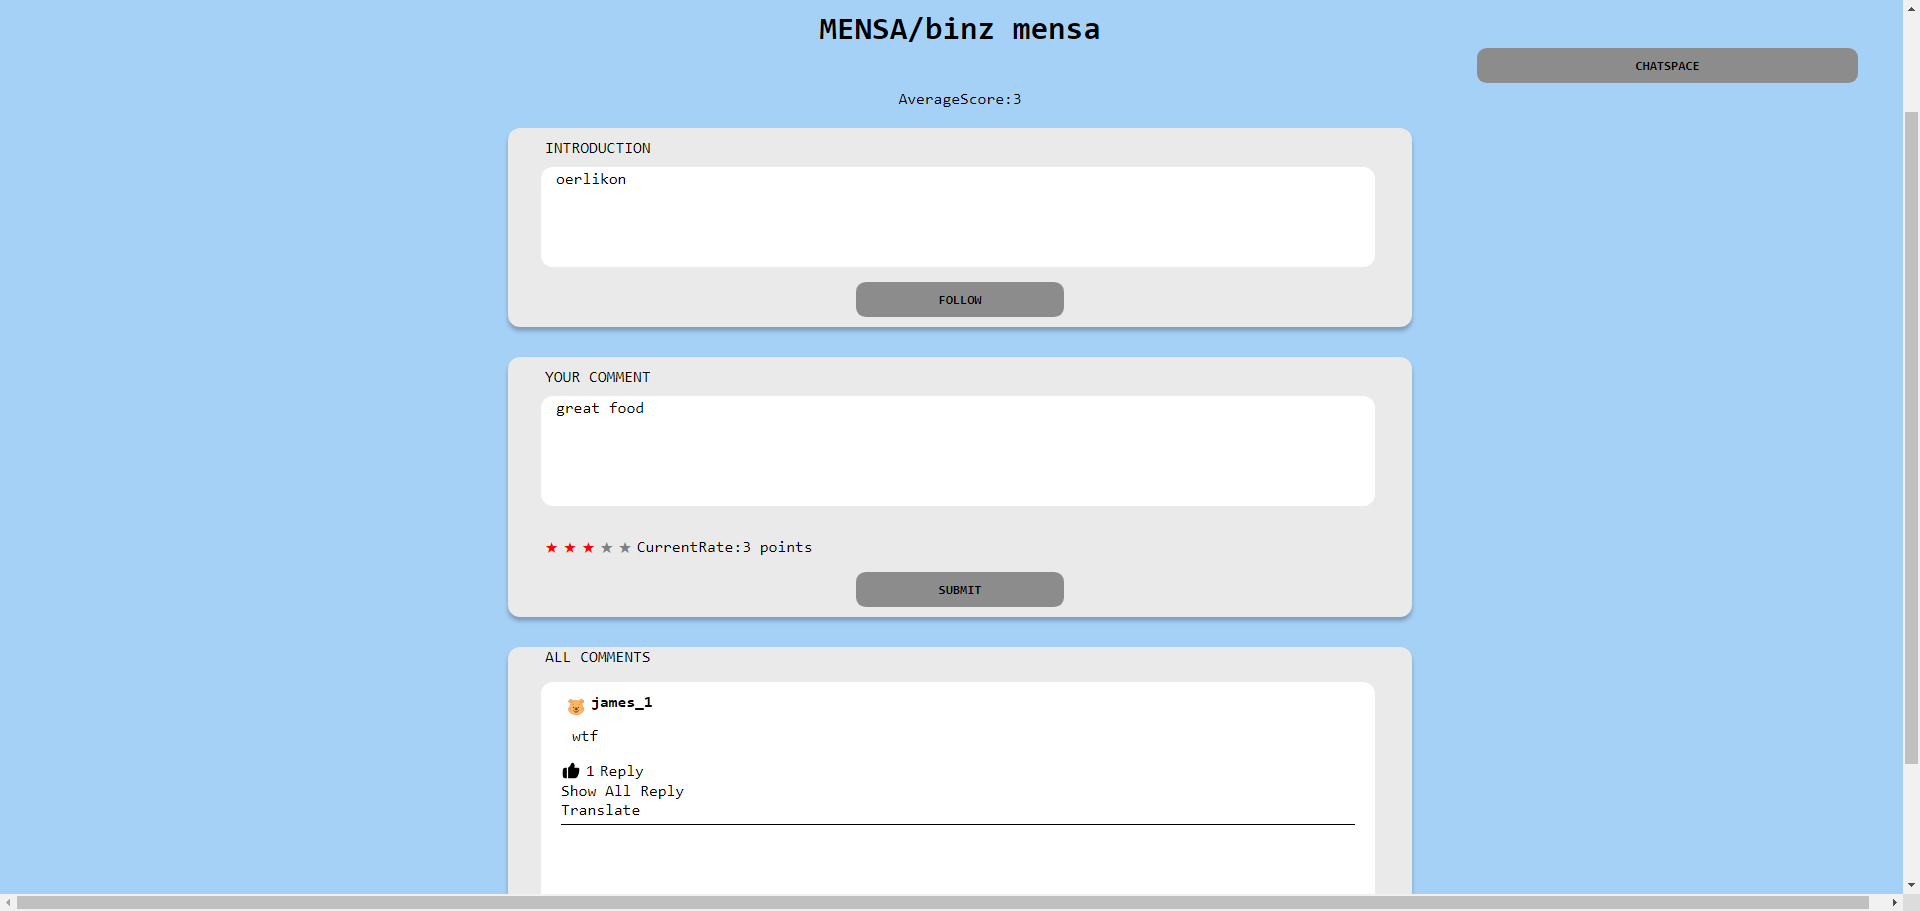 MENSA/binz mensa
CHATSPACE
AverageScore:3
INTRODUCTION
oerlikon
FOLLOW
YOUR COMMENT
great food
★ ★ ★ ★ ★ CurrentRate:3 points
SUBMIT
ALL COMMENTS
james_1
wtf
1 Reply
Show All Reply
Translate